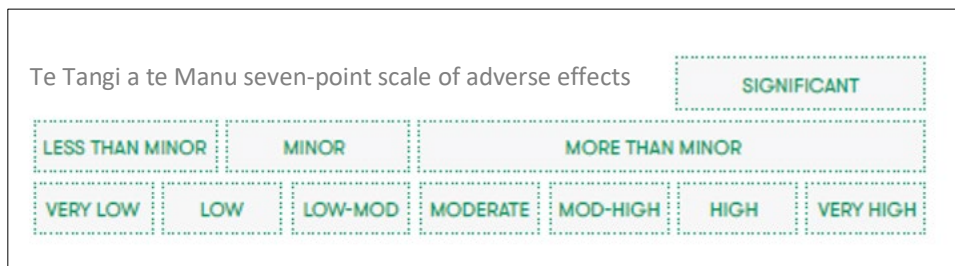 Te Tangi a te Manu seven-point scale of adverse effects
SIGNIFICANT
LESS THAN MINOR MINOR MORE THAN MINOR
VERY LOW LOW LOW-MOD MODERATE MOD-HIGH HIGH VERY HIGH